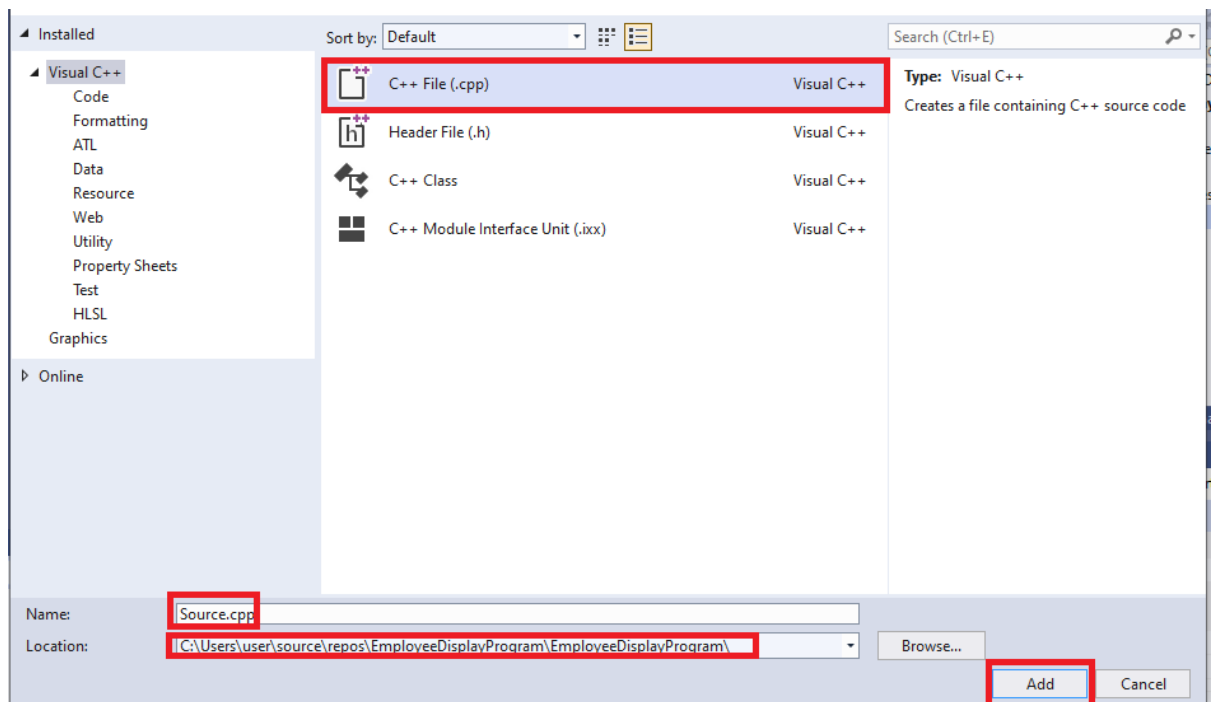 Installed
Sort by: Default
Search (Ctrl+E)
Visual C++
Code
Formatting
ATL
Data
Resource
Web
Utility
Property Sheets
Test
HLSL
Graphics
Online
C++ File (.cpp) Visual C++
Header File (.h) Visual C++
C++ Class Visual C++
C++ Module Interface Unit (.ixx) Visual C++
Type: Visual C++
Creates a file containing C++ source code
Name: Source.cpp
Location: C:\Users\user\source\repos\EmployeeDisplayProgram\EmployeeDisplayProgram\
Browse...
Add Cancel